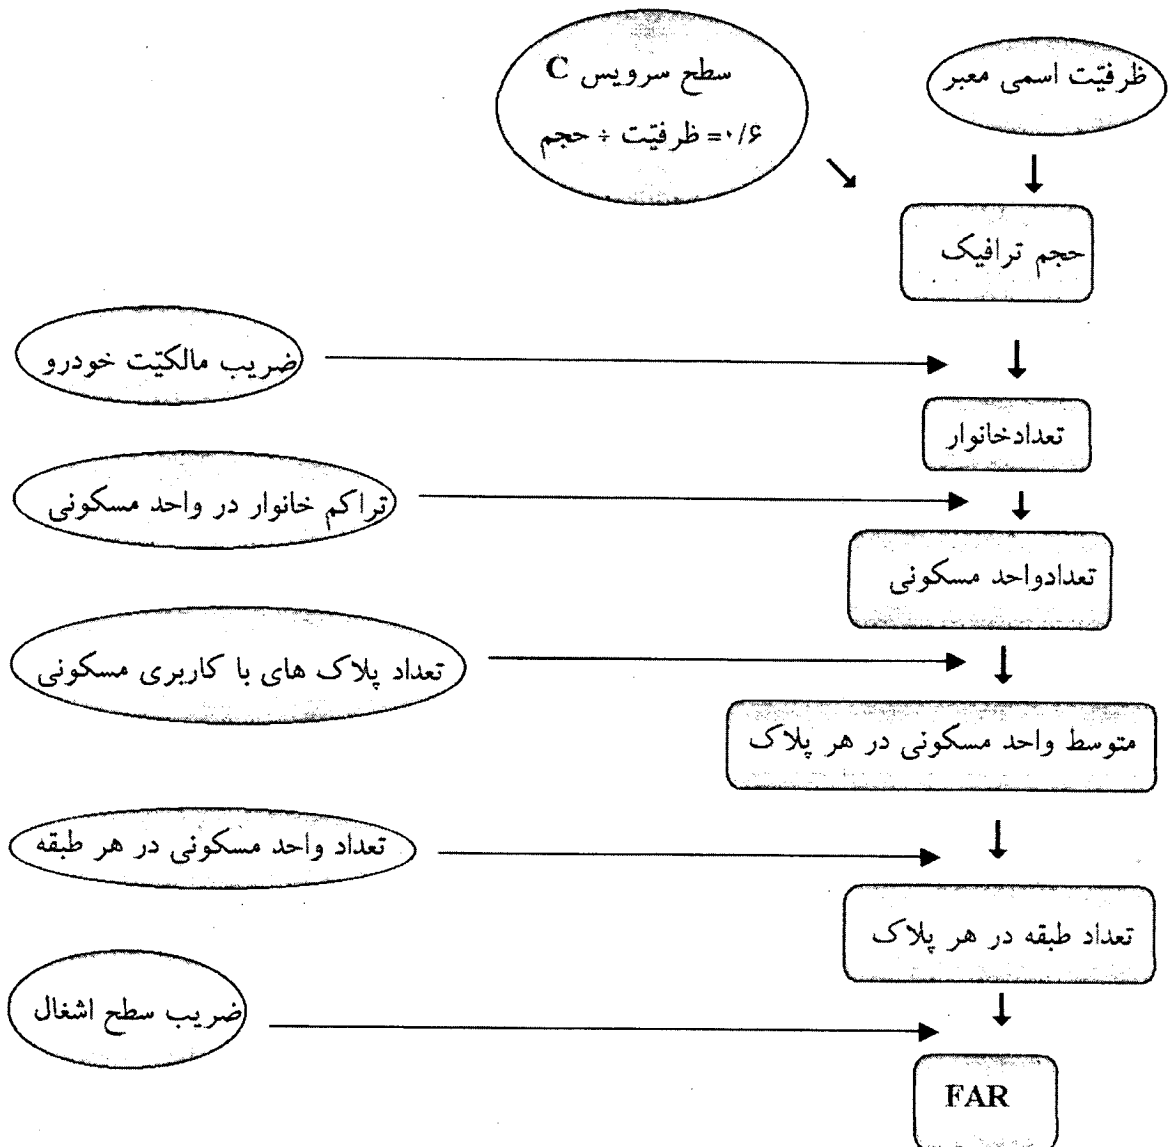 ظرفیّت اسمی معبر
سطح سرویس C
۰/۶= ظرفیّت ÷ حجم
حجم ترافیک
ضریب مالکیّت خودرو
تعدادخانوار
تراکم خانوار در واحد مسکونی
تعدادواحد مسکونی
تعداد پلاک های با کاربری مسکونی
متوسط واحد مسکونی در هر پلاک
تعداد واحد مسکونی در هر طبقه
تعداد طبقه در هر پلاک
ضریب سطح اشغال
FAR